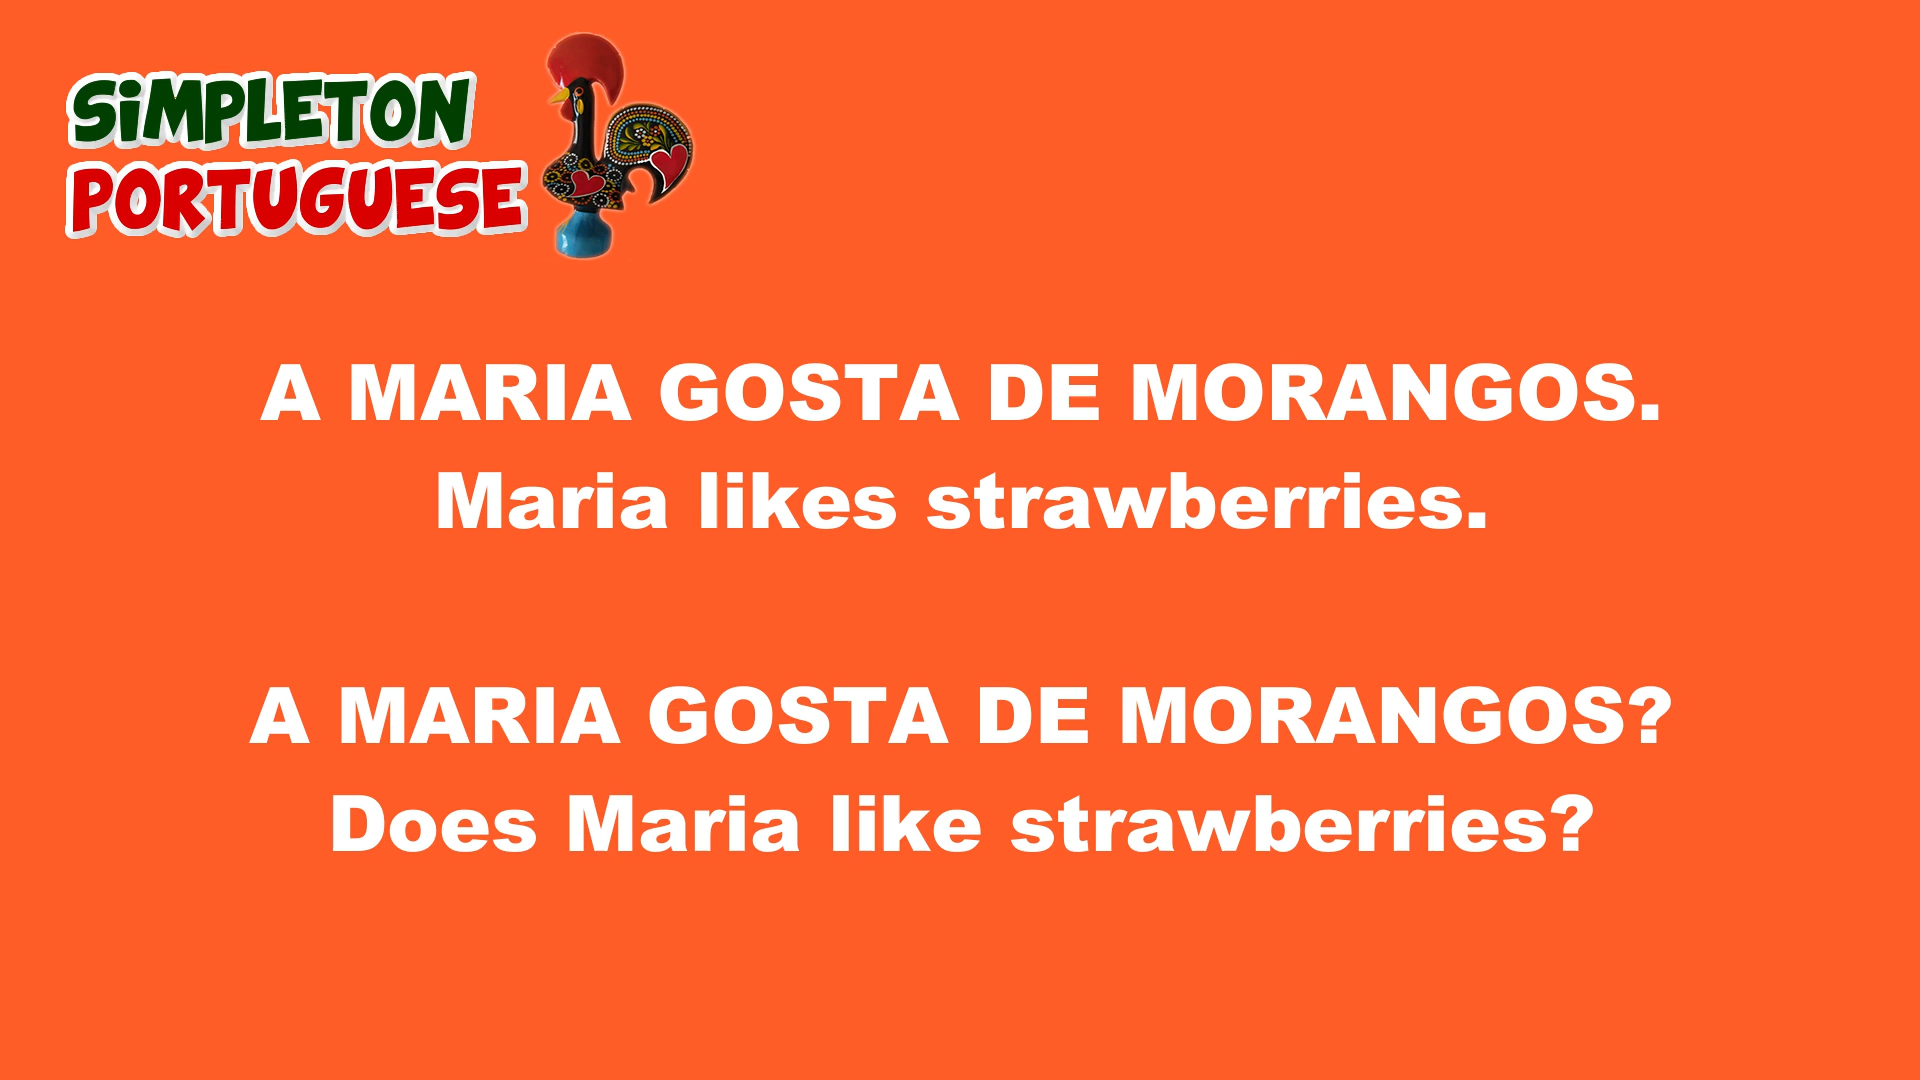 SiMPLETON
PORTUGUESE
A MARIA GOSTA DE MORANGOS.
Maria likes strawberries.
A MARIA GOSTA DE MORANGOS?
Does Maria like strawberries?